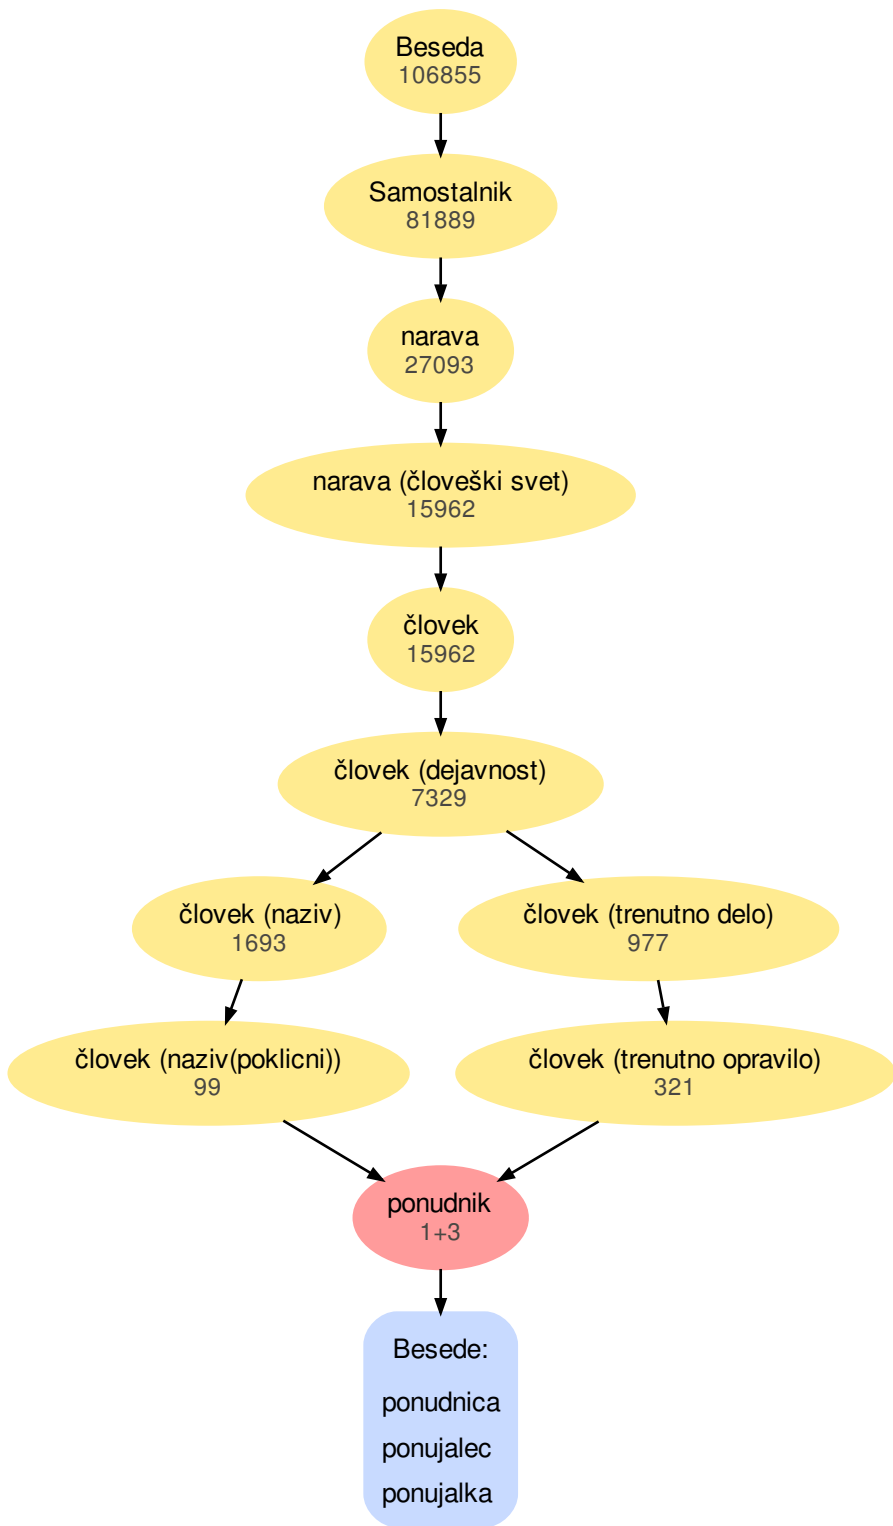 Beseda
106855
Samostalnik
81889
narava
27093
narava (človeški svet)
15962
človek
15962
človek (dejavnost)
7329
človek (naziv)
1693
človek (trenutno delo)
977
človek (naziv(poklicni))
99
človek (trenutno opravilo)
321
ponudnik
1+3
Besede:
ponudnica
ponujalec
ponujalka